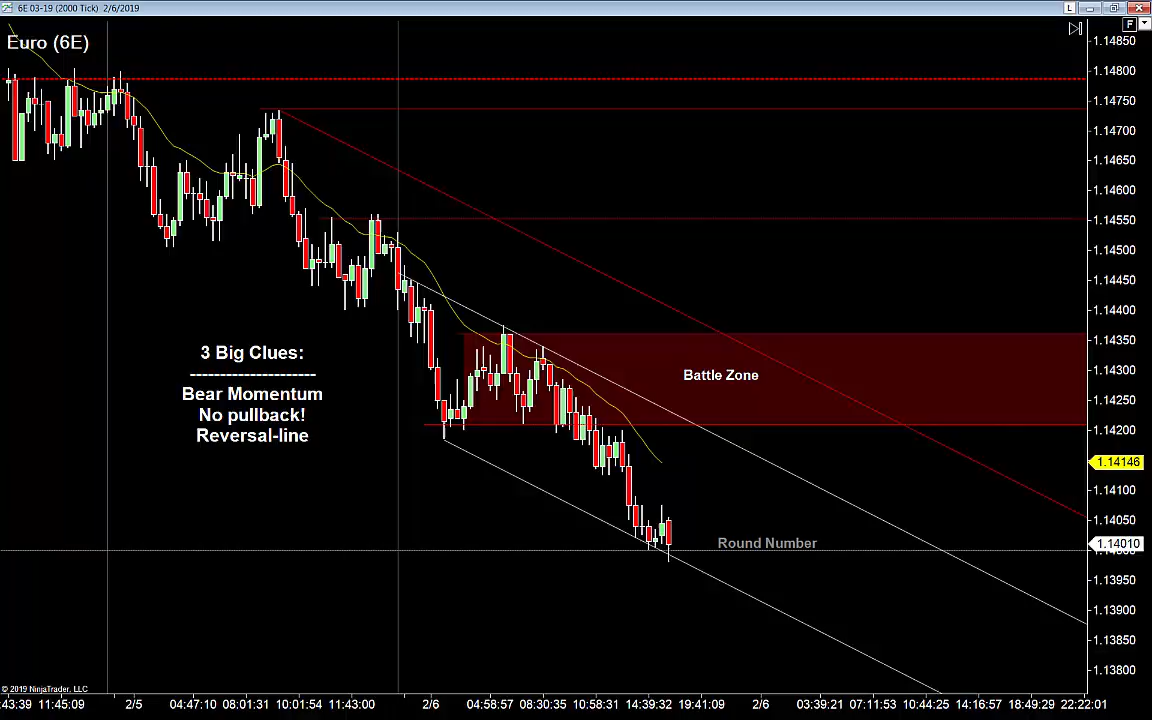 6E 03-19 (2000 Tick) 2/6/2019
L
F
Euro (6E)
1.14850
1.14800
1.14750
1.14700
1.14650
1.14600
1.14550
1.14500
1.14450
1.14400
1.14350
1.14300
1.14250
1.14200
1.14146
1.14100
1.14050
1.14010
1.13950
1.13900
1.13850
1.13800
3 Big Clues:
---------------------
Bear Momentum
No pullback!
Reversal-line
Battle Zone
Round Number
© 2019 NinjaTrader, LLC
:43:39 11:45:09 2/5 04:47:10 08:01:31 10:01:54 11:43:00 2/6 04:58:57 08:30:35 10:58:31 14:39:32 19:41:09 2/6 03:39:21 07:11:53 10:44:25 14:16:57 18:49:29 22:22:01